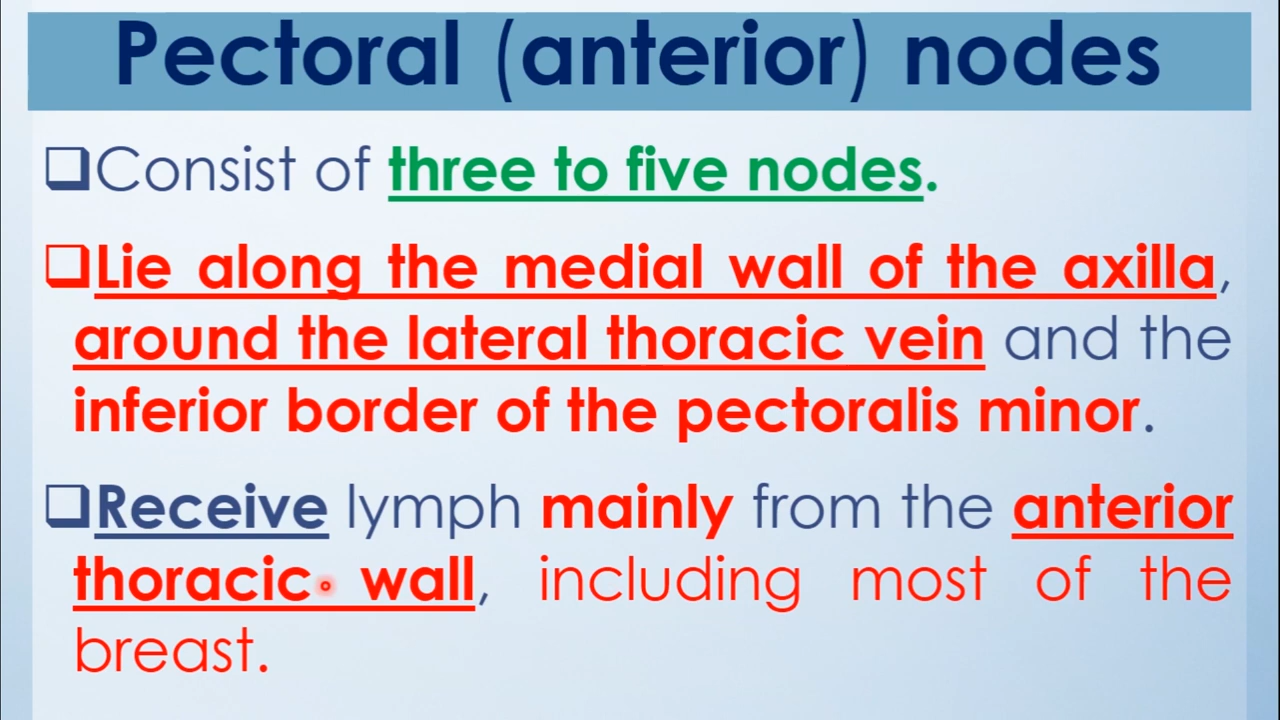 Pectoral (anterior) nodes
❑Consist of three to five nodes.
❑Lie along the medial wall of the axilla,
around the lateral thoracic vein and the
inferior border of the pectoralis minor.
❑Receive lymph mainly from the anterior
thoracic wall, including most of the
breast.